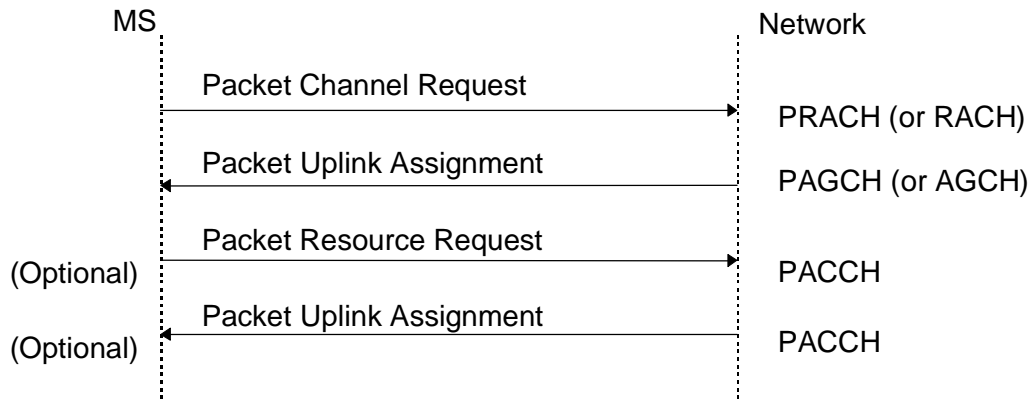 MS
Network
Packet Channel Request
PRACH (or RACH)
Packet Uplink Assignment
PAGCH (or AGCH)
Packet Resource Request
(Optional)
PACCH
Packet Uplink Assignment
(Optional)
PACCH